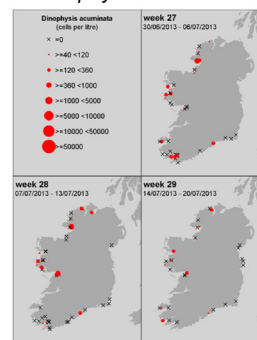 Dinophysis acuminata
(cells per litre)
× =0
>=40 <120
>=120 <360
>=360 <1000
>=1000 <5000
>=5000 <10000
>=10000 <50000
>=50000
week 27
30/06/2013 - 06/07/2013
week 28
07/07/2013 - 13/07/2013
week 29
14/07/2013 - 20/07/2013